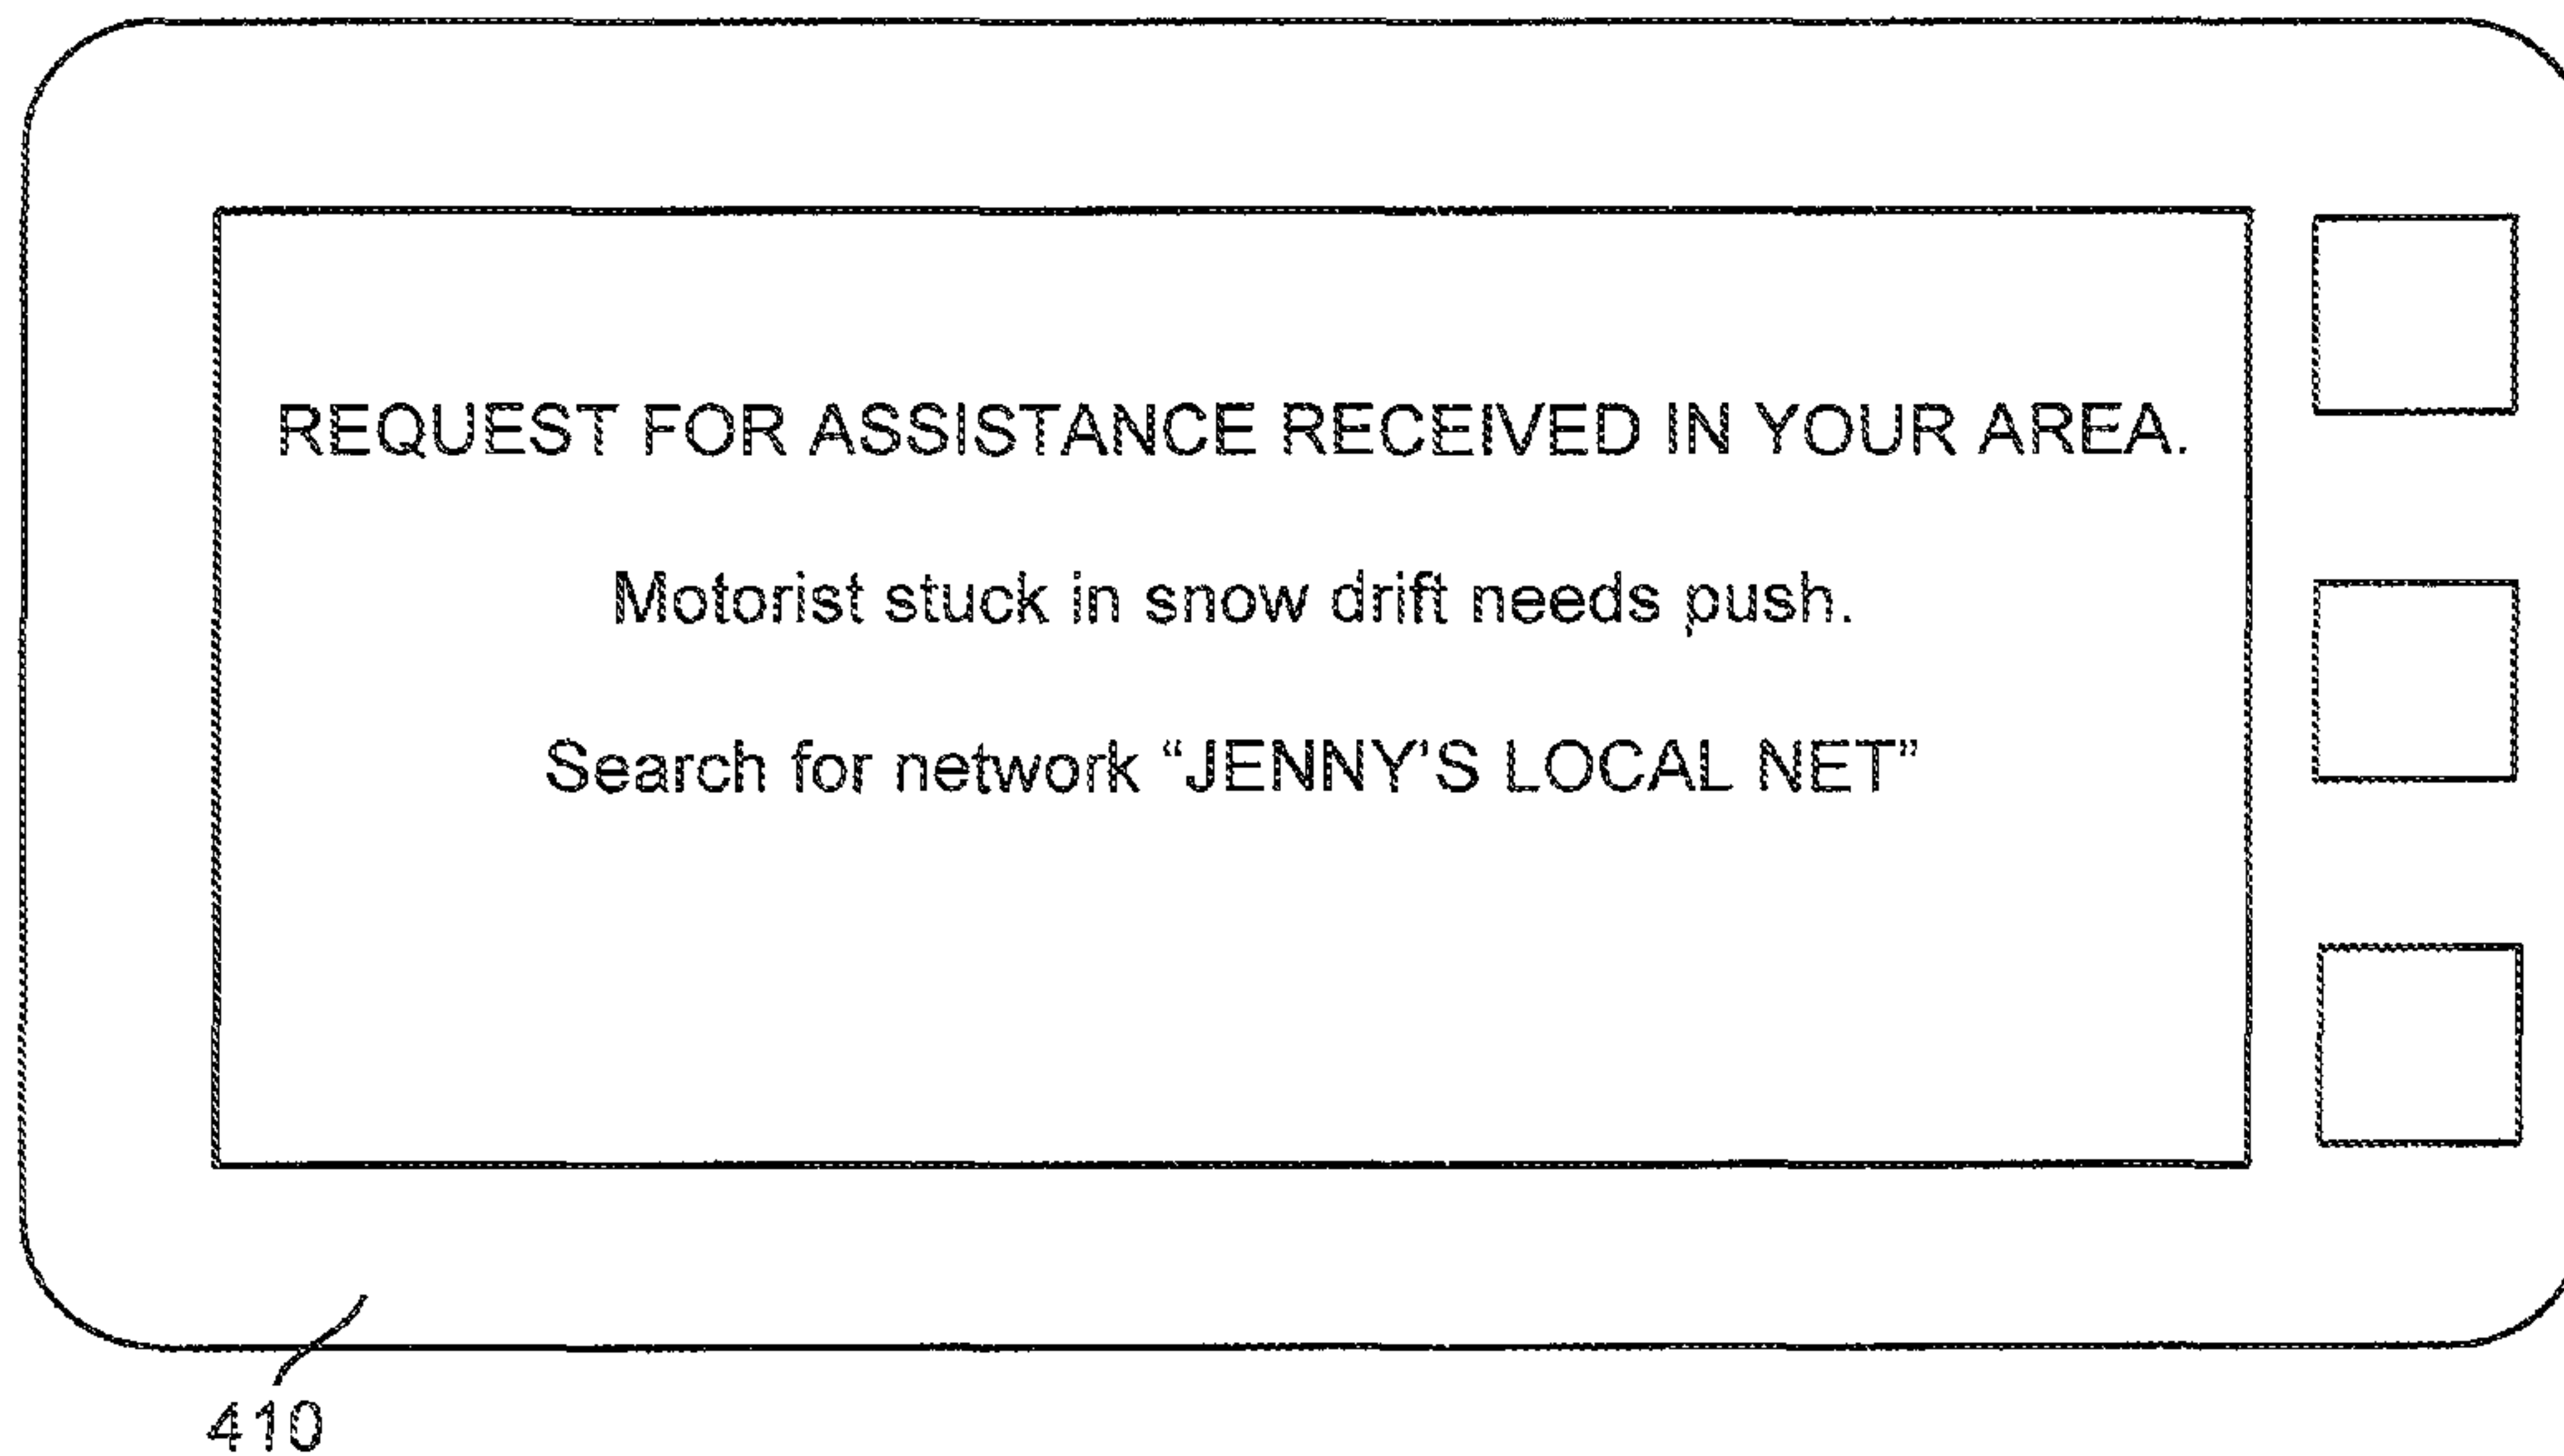 REQUEST FOR ASSISTANCE RECEIVED IN YOUR AREA.
Motorist stuck in snow drift needs push.
Search for network “JENNY’S LOCAL NET”
410